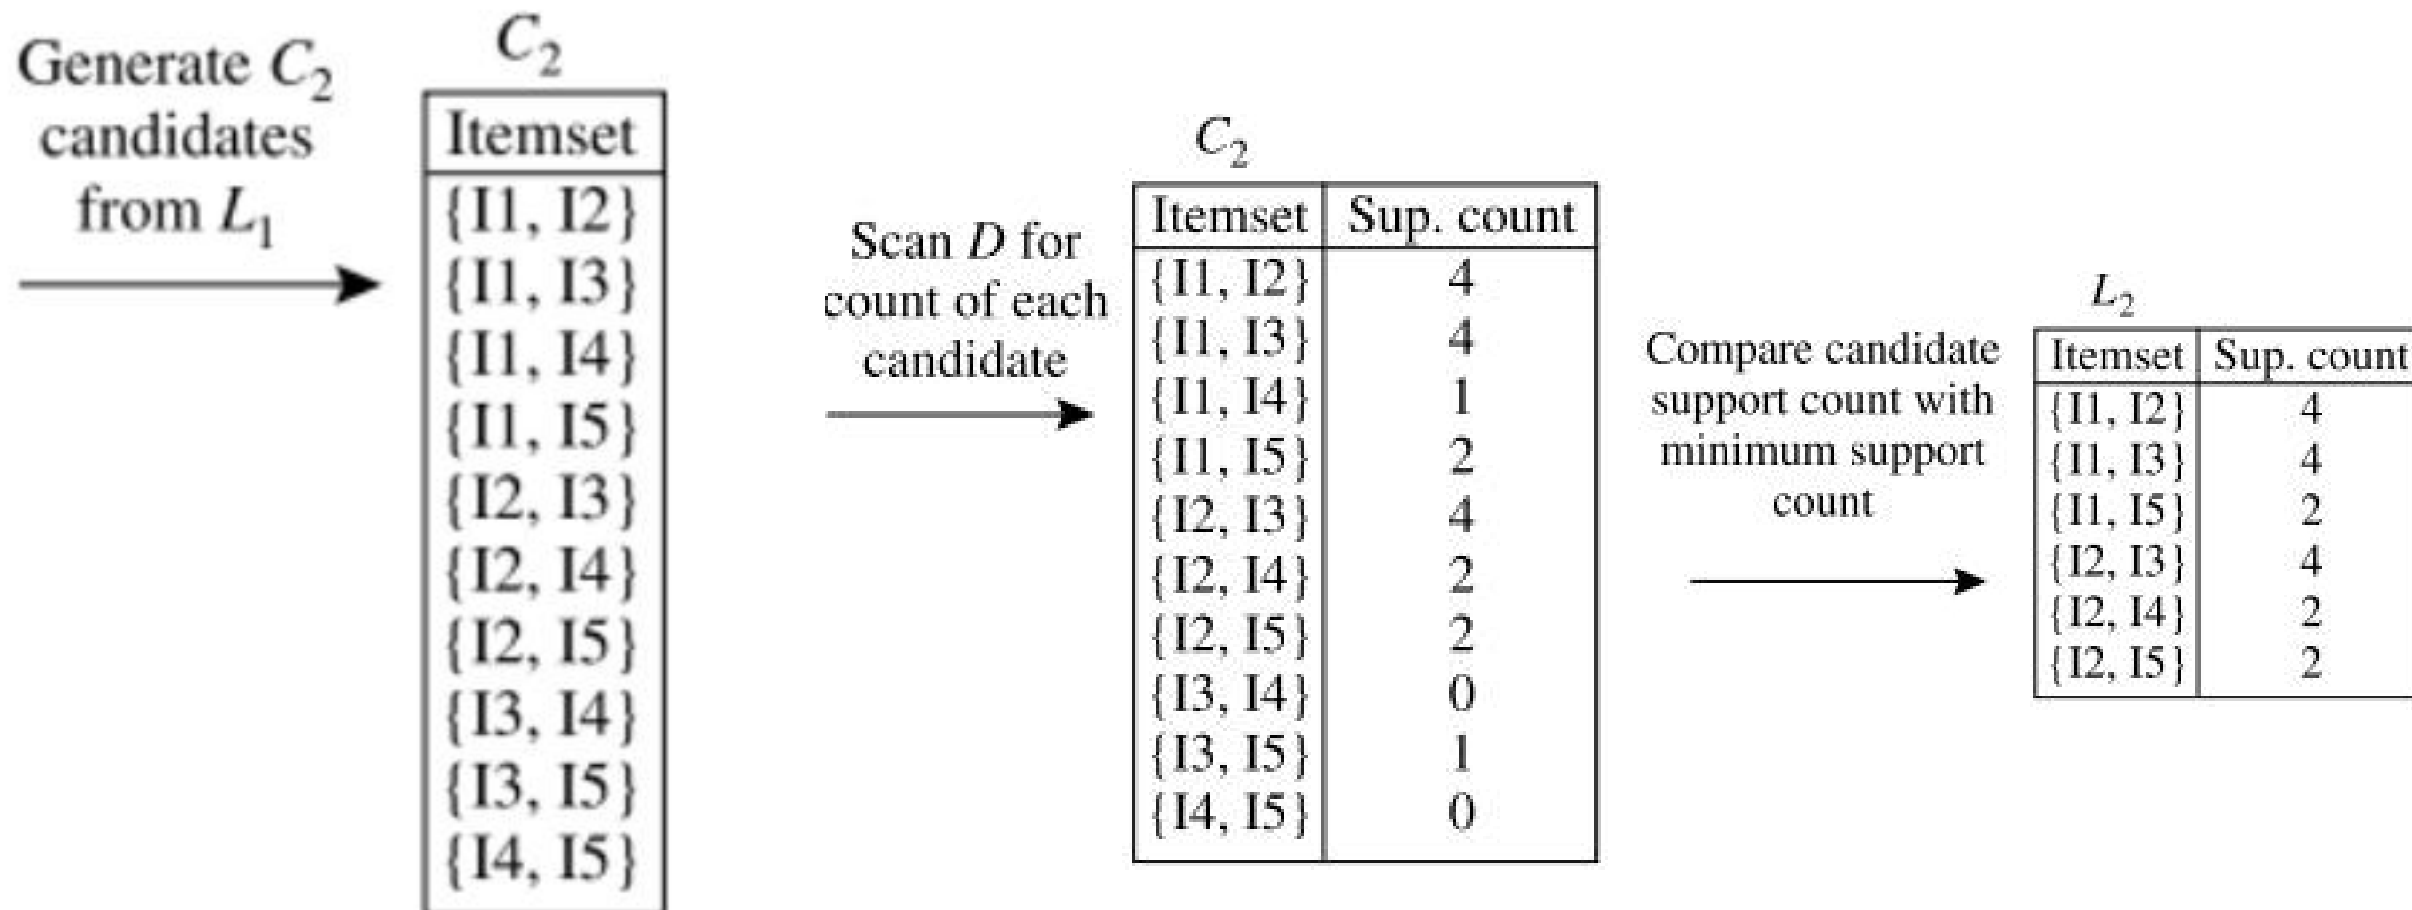 Generate C2
candidates
from L1
C2
Itemset
{I1, I2}
{I1, I3}
{I1, I4}
{I1, I5}
{I2, I3}
{I2, I4}
{I2, I5}
{I3, I4}
{I3, I5}
{I4, I5}
Scan D for
count of each
candidate
C2
Itemset Sup. count
{I1, I2} 4
{I1, I3} 4
{I1, I4} 1
{I1, I5} 2
{I2, I3} 4
{I2, I4} 2
{I2, I5} 2
{I3, I4} 0
{I3, I5} 1
{I4, I5} 0
Compare candidate
support count with
minimum support
count
L2
Itemset Sup. count
{I1, I2} 4
{I1, I3} 4
{I1, I5} 2
{I2, I3} 4
{I2, I4} 2
{I2, I5} 2